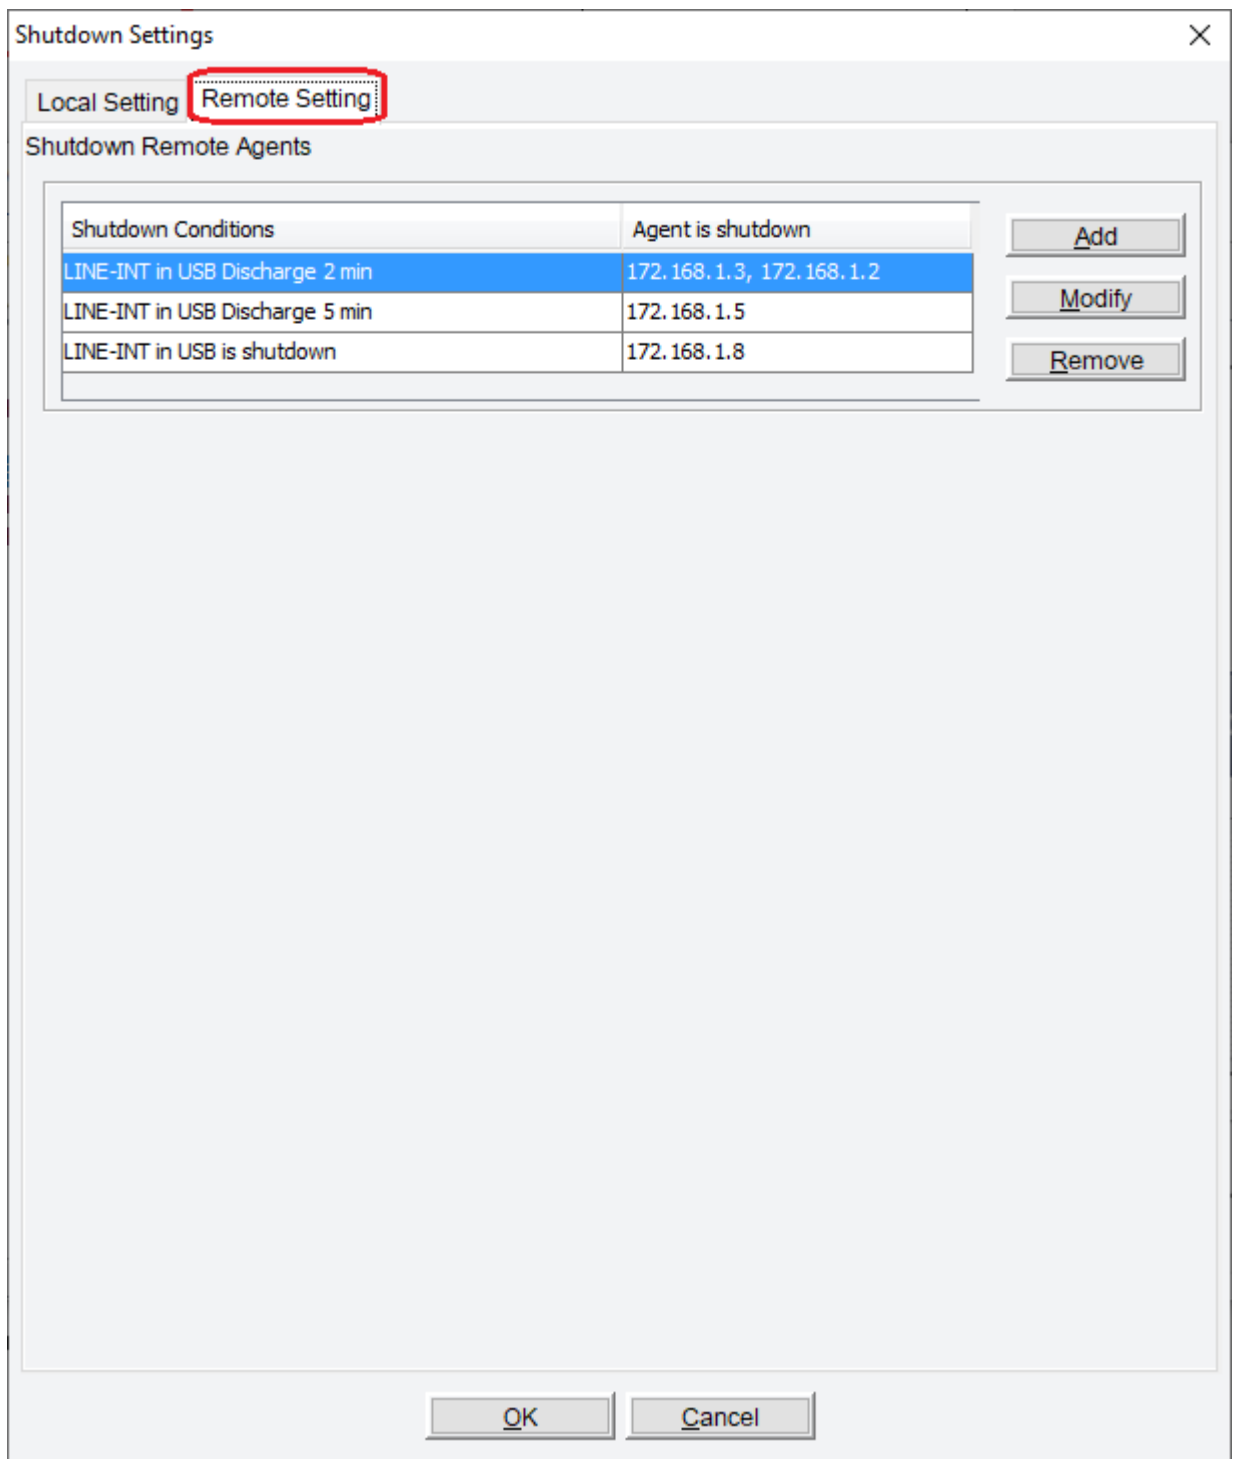 Shutdown Settings
Local Setting Remote Setting
Shutdown Remote Agents
Shutdown Conditions Agent is shutdown
Add
LINE-INT in USB Discharge 2 min 172.168.1.3, 172.168.1.2
Modify
LINE-INT in USB Discharge 5 min 172.168.1.5
LINE-INT in USB is shutdown 172.168.1.8
Remove
OK Cancel